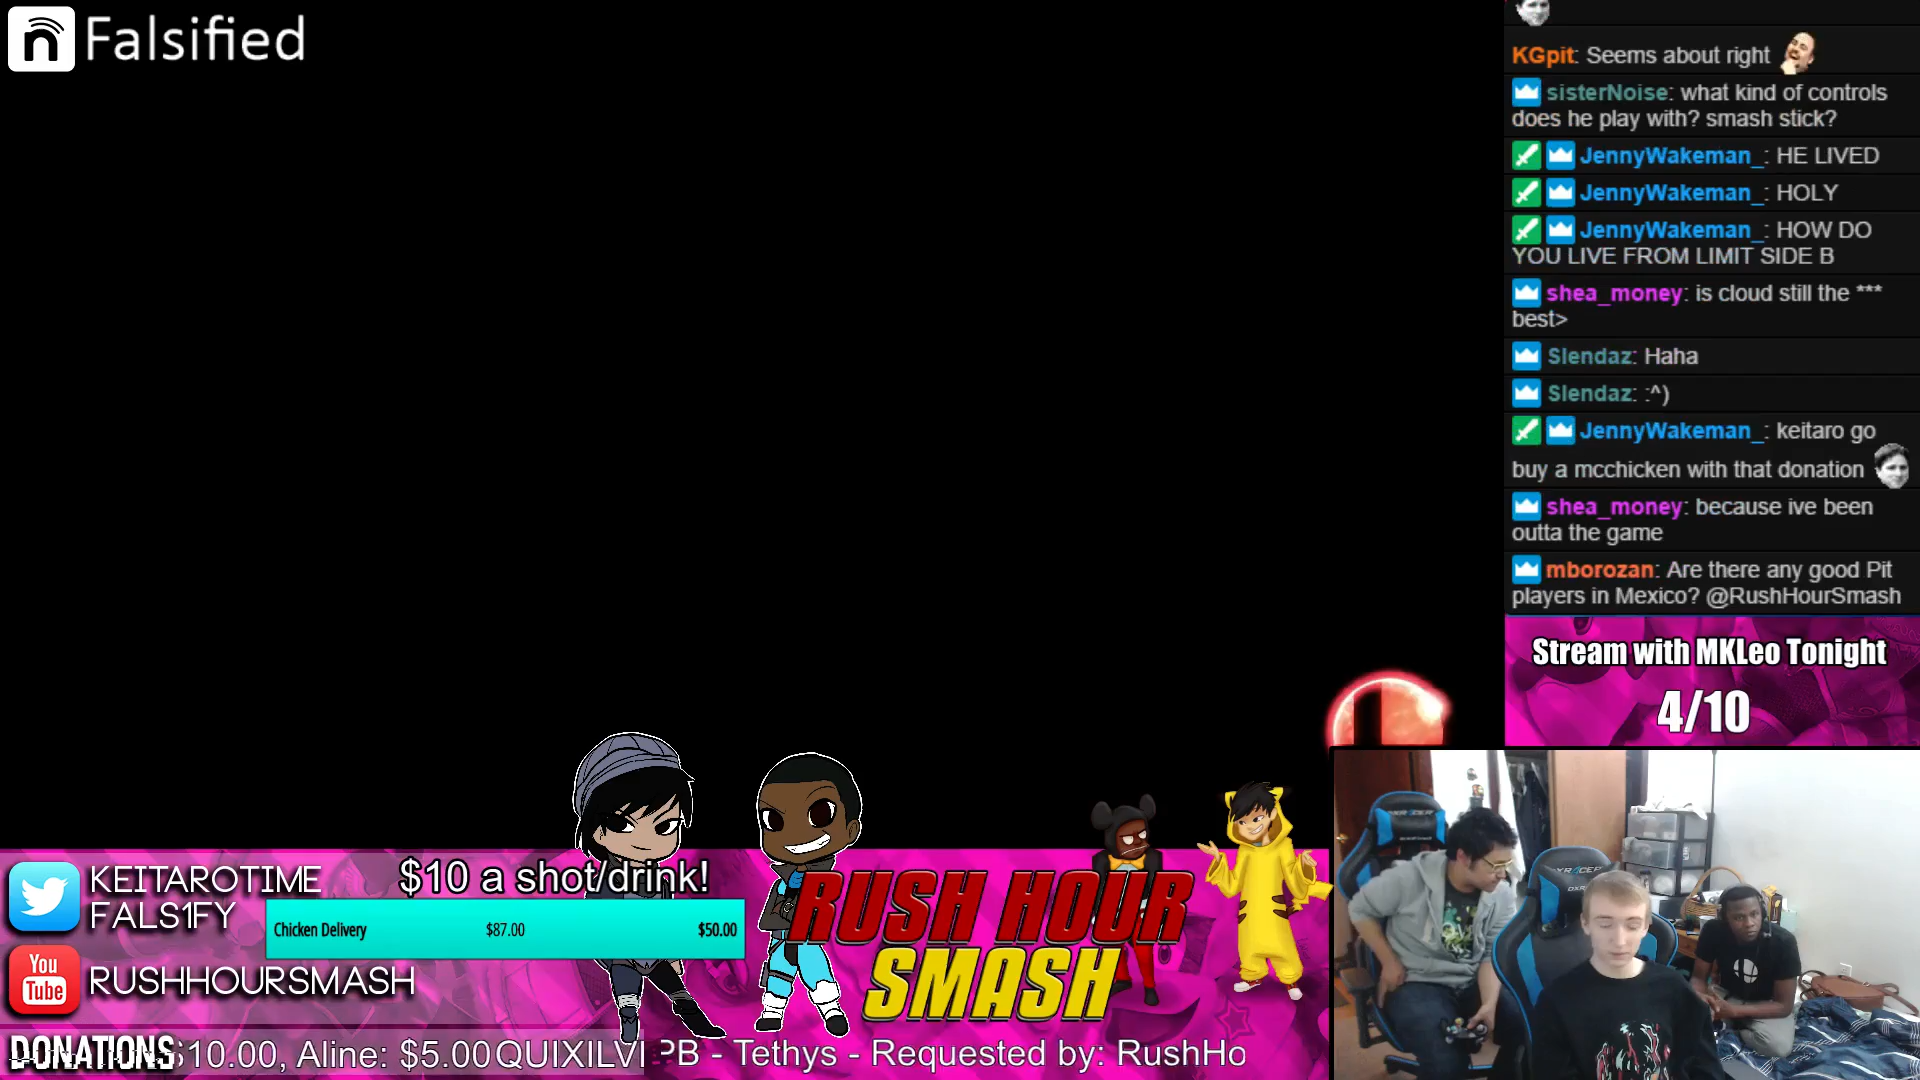 Falsified
KGpit: Seems about right
sisterNoise: what kind of controls
does he play with? smash stick?
JennyWakeman_: HE LIVED
JennyWakeman_: HOLY
JennyWakeman_: HOW DO
YOU LIVE FROM LIMIT SIDE B
shea_money: is cloud still the ***
best>
Slendaz: Haha
Slendaz: :^)
JennyWakeman_: keitaro go
buy a mcchicken with that donation
shea_money: because ive been
outta the game
mborozan: Are there any good Pit
players in Mexico? @RushHourSmash
Stream with MKLeo Tonight
4/10
KEITAROTIME
FALS1FY
$10 a shot/drink!
Chicken Delivery $87.00 $50.00
You
Tube
RUSHHOURSMASH
RUSH HOUR
SMASH
DONATIONS
$10.00, Aline: $5.00 QUIXILVI
PB - Tethys - Requested by: RushHo